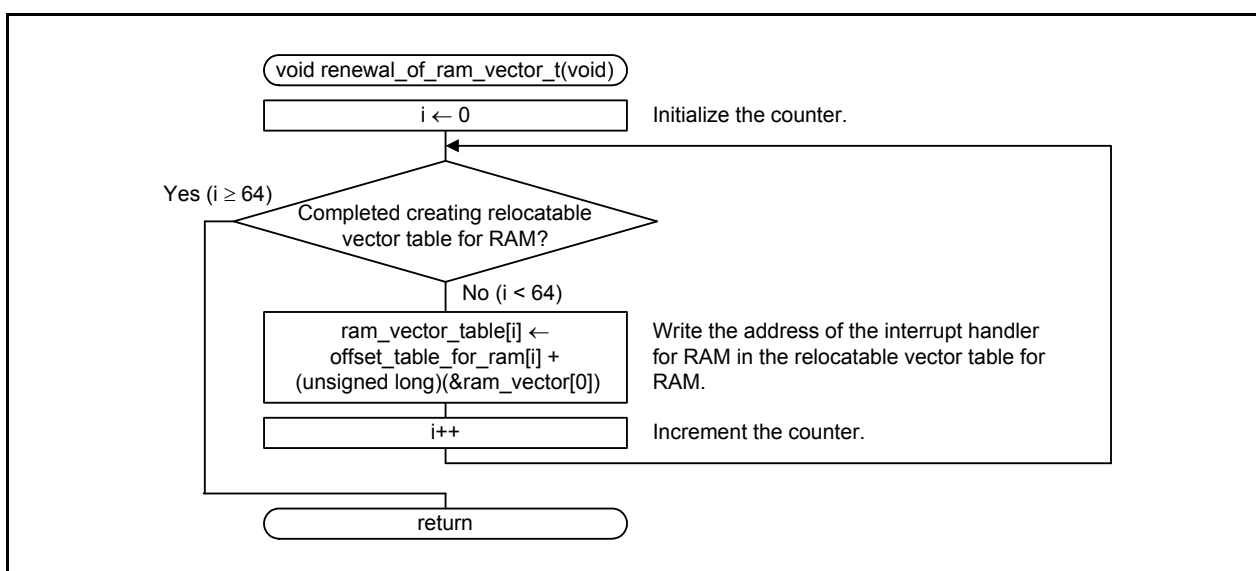 void renewal_of_ram_vector_t(void)
i ← 0
Initialize the counter.
Yes (i ≥ 64)
Completed creating relocatable
vector table for RAM?
No (i < 64)
ram_vector_table[i] ←
offset_table_for_ram[i] +
(unsigned long)(&ram_vector[0])
Write the address of the interrupt handler
for RAM in the relocatable vector table for
RAM.
i++
Increment the counter.
return